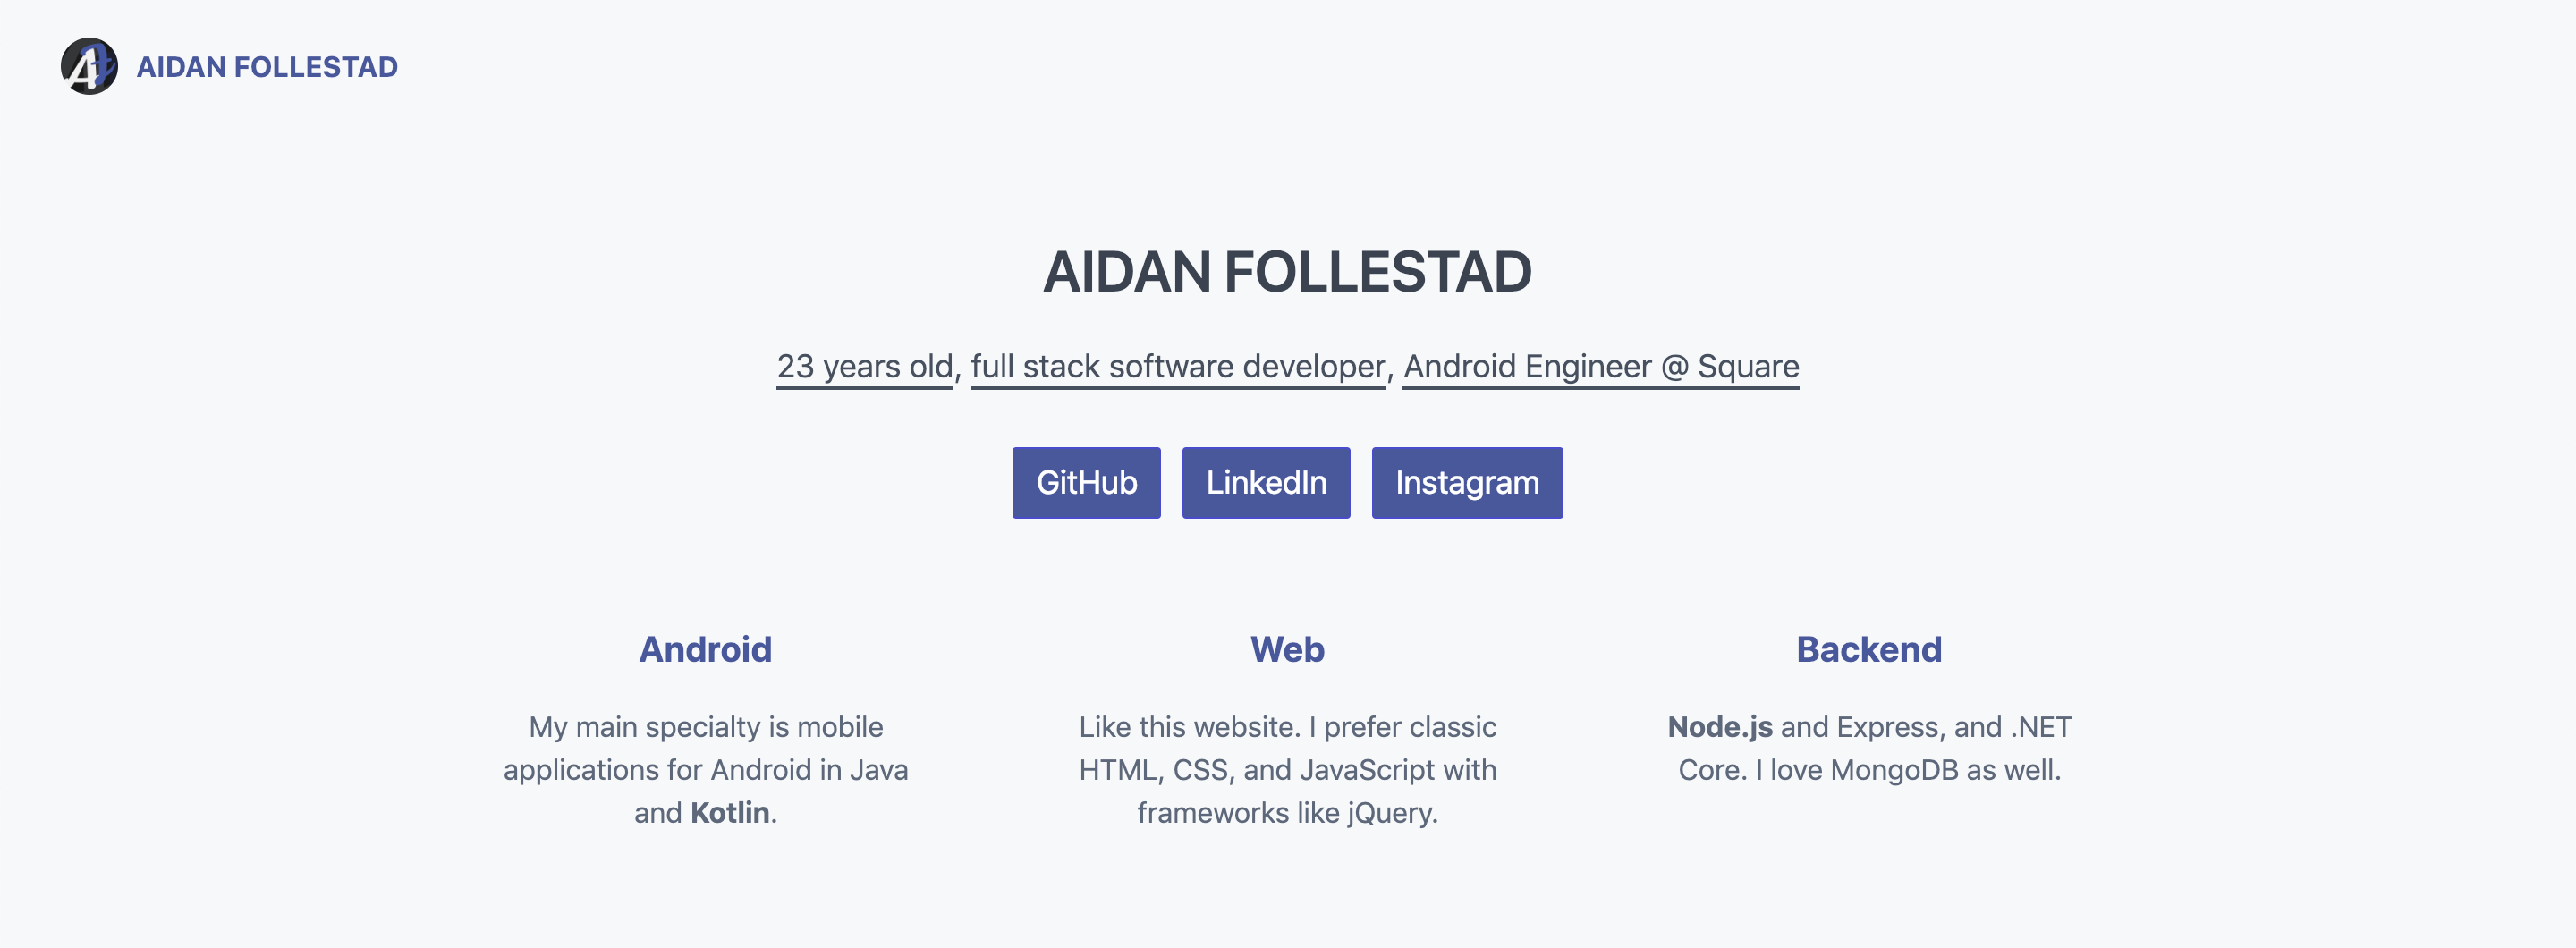 AF AIDAN FOLLESTAD
AIDAN FOLLESTAD
23 years old, full stack software developer, Android Engineer @ Square
GitHub LinkedIn Instagram
Android
My main specialty is mobile
applications for Android in Java
and Kotlin.
Web
Like this website. I prefer classic
HTML, CSS, and JavaScript with
frameworks like jQuery.
Backend
Node.js and Express, and .NET
Core. I love MongoDB as well.